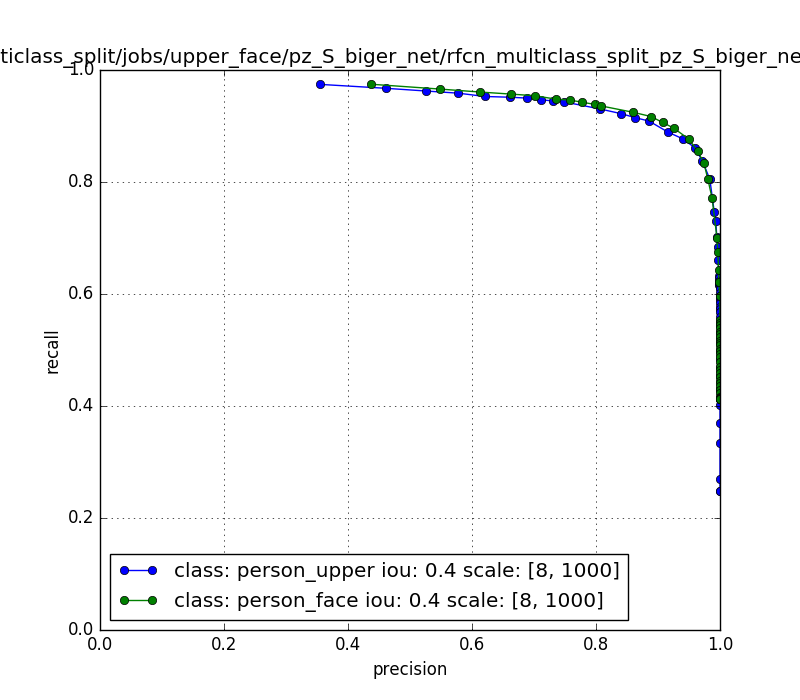 ticlass_split/jobs/upper_face/pz_S_biger_net/rfcn_multiclass_split_pz_S_biger_ne
1.0
0.8
0.6
0.4
0.2
0.0
recall
class: person_upper iou: 0.4 scale: [8, 1000]
class: person_face iou: 0.4 scale: [8, 1000]
0.0 0.2 0.4 0.6 0.8 1.0
precision